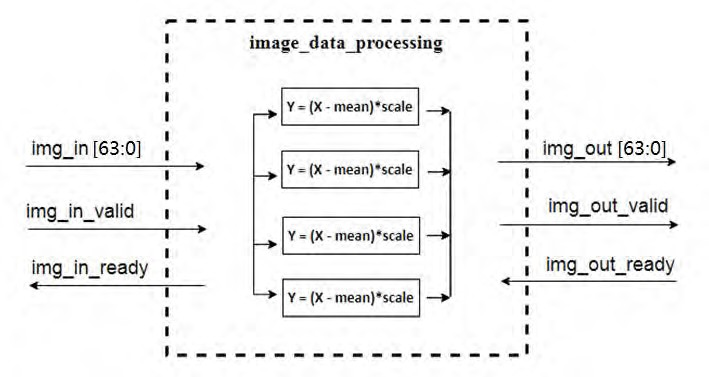 image_data_processing
Y = (X - mean)*scale
img_in [63:0]
img_out [63:0]
Y = (X - mean)*scale
img_in_valid
img_out_valid
Y = (X - mean)*scale
img_in_ready
img_out_ready
Y = (X - mean)*scale